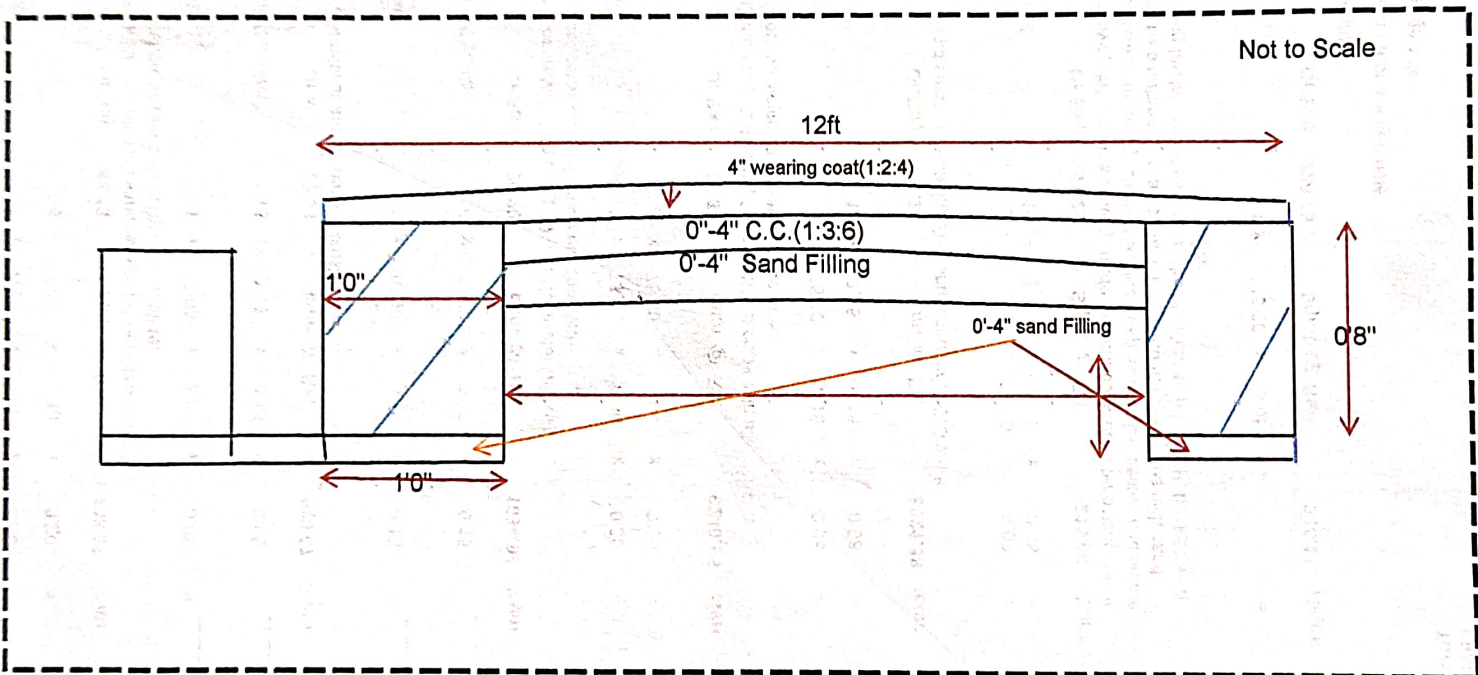 Not to Scale
12ft
4" wearing coat(1:2:4)
0"-4" C.C.(1:3:6)
0'-4" Sand Filling
1'0"
0'-4" sand Filling
0'8"
1'0"